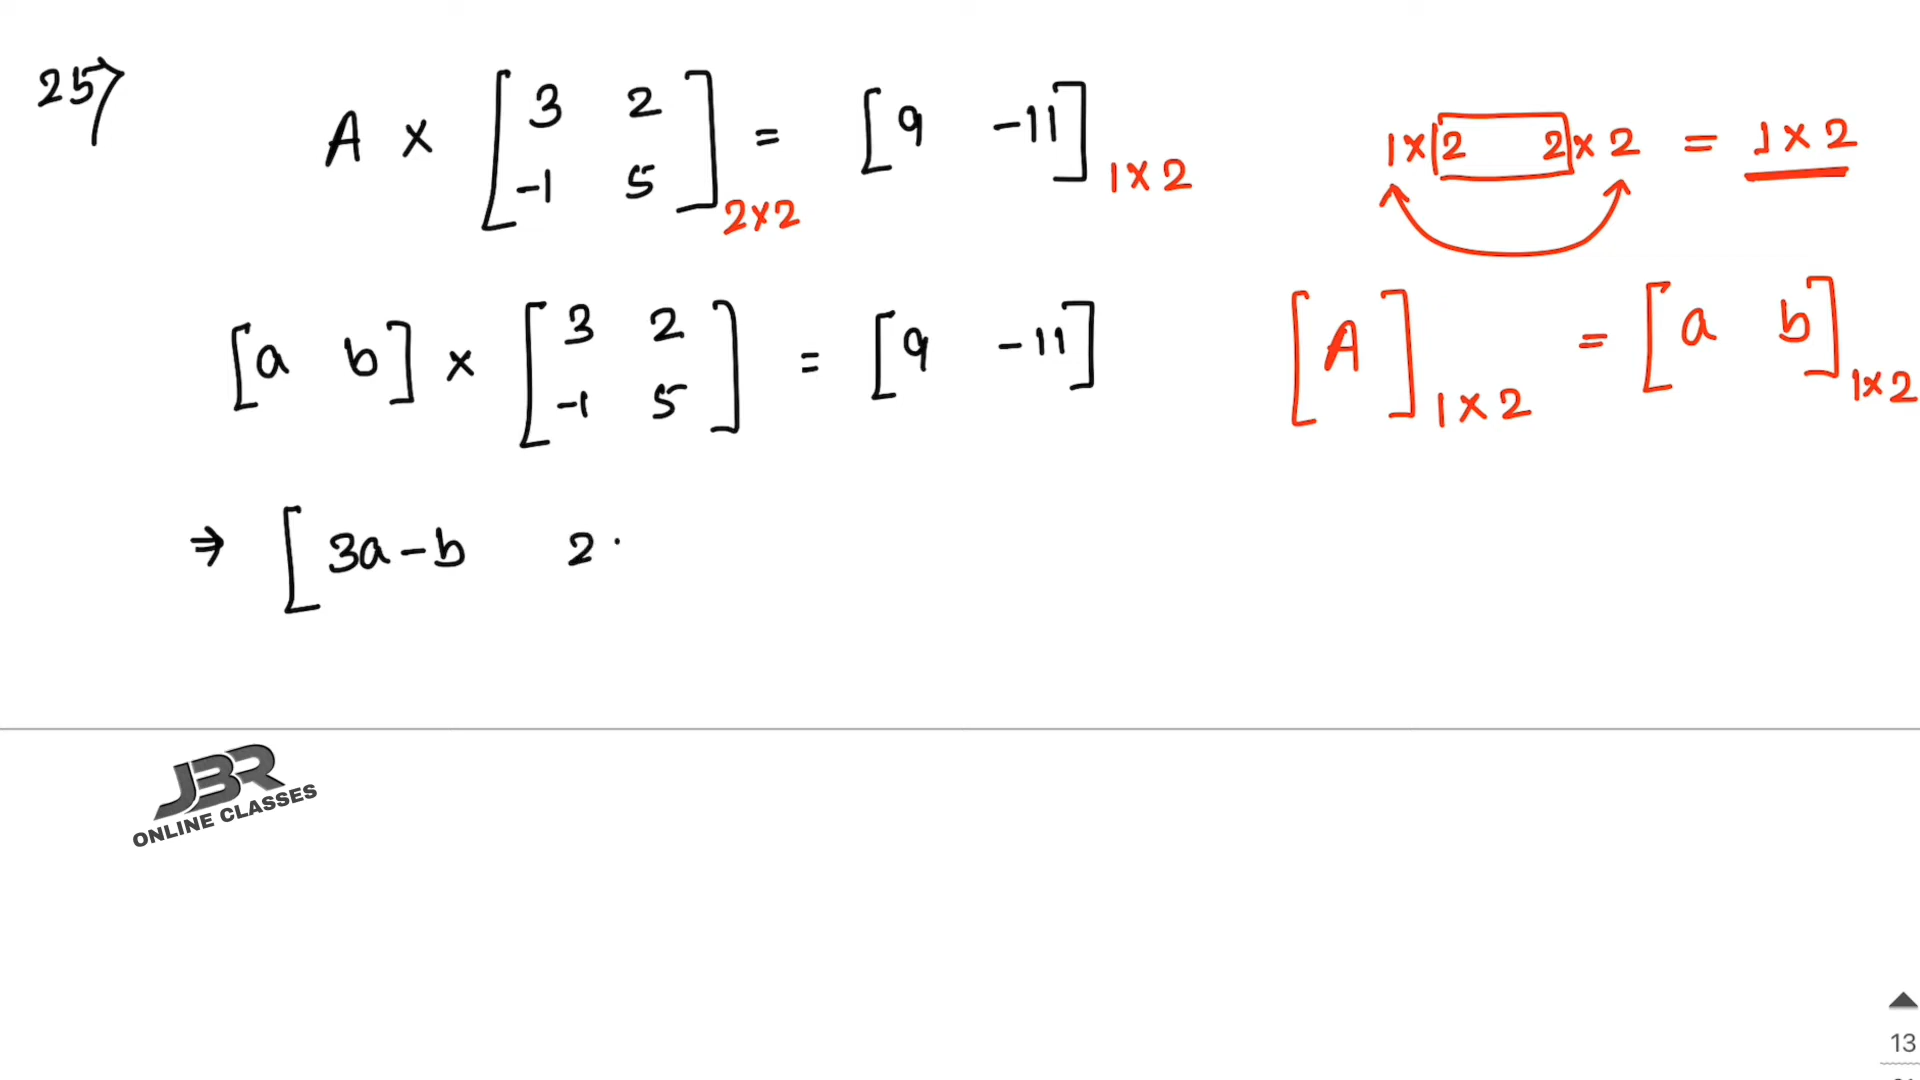 25)
A × [3 2 = [9 -11] 1×2
-1 5] 2×2
1×2 2×2 = 1×2
[a b] × [3 2 = [9 -11]
-1 5]
[A] 1×2 = [a b] 1×2
⇒ [3a-b 2
JBR
ONLINE CLASSES
13